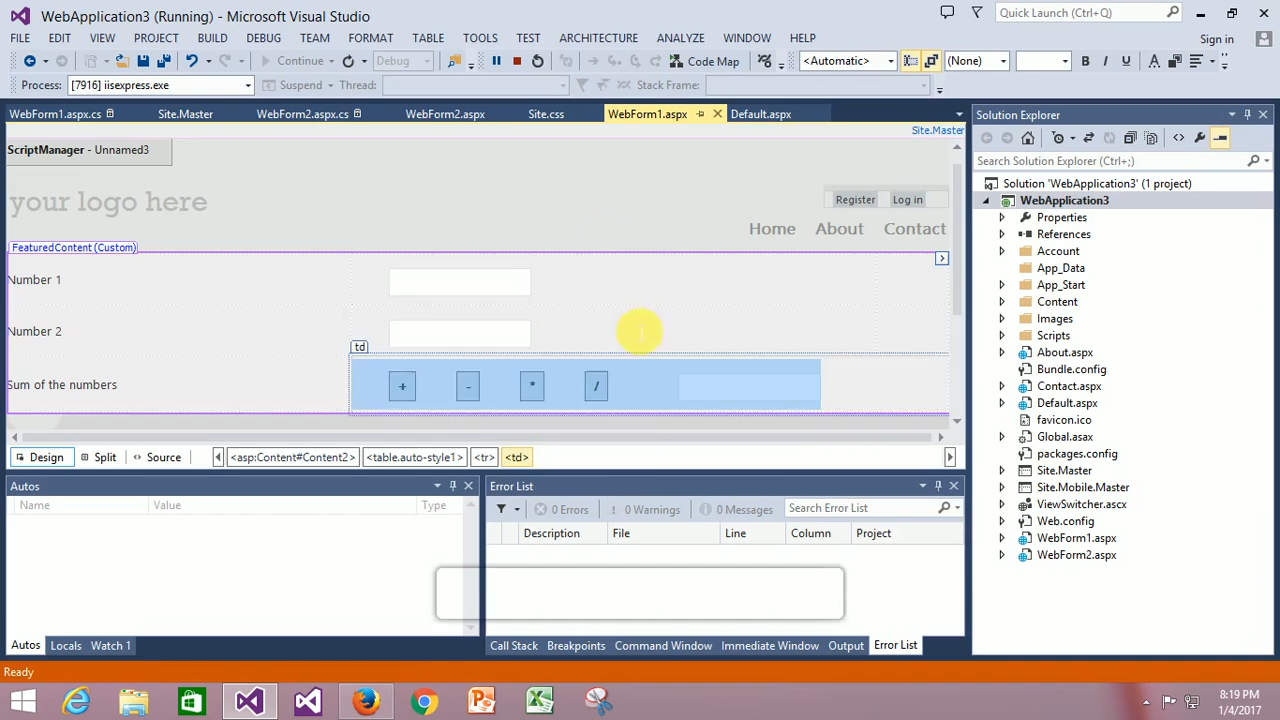 WebApplication3 (Running) - Microsoft Visual Studio
Quick Launch (Ctrl+Q)
FILE EDIT VIEW PROJECT BUILD DEBUG TEAM FORMAT TABLE TOOLS TEST ARCHITECTURE ANALYZE WINDOW HELP
Sign in
Continue Debug Code Map <Automatic> (None) B I U A
Process: [7916] iisexpress.exe Suspend Thread: Stack Frame:
WebForm1.aspx.cs Site.Master WebForm2.aspx.cs WebForm2.aspx Site.css WebForm1.aspx Default.aspx
Site.Master
ScriptManager - Unnamed3
your logo here
Register Log in
Home About Contact
FeaturedContent (Custom)
Number 1
Number 2
td
Sum of the numbers + - * /
Design Split Source <asp:Content#Content2> <table.auto-style1> <tr> <td>
Autos
Name Value Type
Error List
0 Errors 0 Warnings 0 Messages Search Error List
Description File Line Column Project
Autos Locals Watch 1
Call Stack Breakpoints Command Window Immediate Window Output Error List
Solution Explorer
Search Solution Explorer (Ctrl+;)
Solution 'WebApplication3' (1 project)
WebApplication3
Properties
References
Account
App_Data
App_Start
Content
Images
Scripts
About.aspx
Bundle.config
Contact.aspx
Default.aspx
favicon.ico
Global.asax
packages.config
Site.Master
Site.Mobile.Master
ViewSwitcher.ascx
Web.config
WebForm1.aspx
WebForm2.aspx
Ready
8:19 PM
1/4/2017